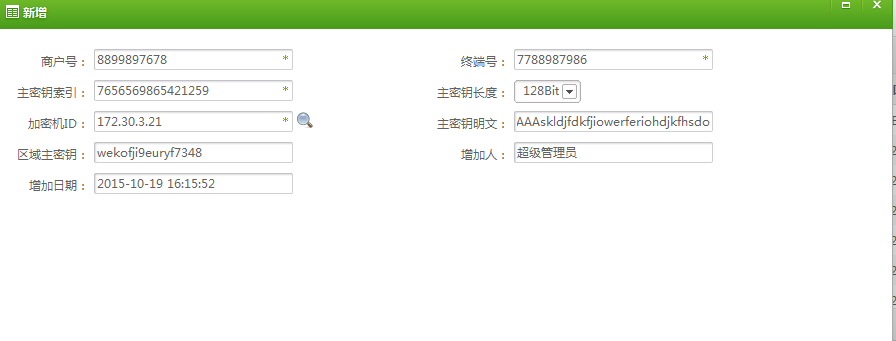 新增
商户号： 8899897678 * 终端号： 7788987986 *
主密钥索引： 7656569865421259 * 主密钥长度： 128Bit
加密机ID： 172.30.3.21 * 主密钥明文： AAAskldjfdkfjiowerferiohdjkfhsdo
区域主密钥： wekofji9euryf7348 增加人： 超级管理员
增加日期： 2015-10-19 16:15:52